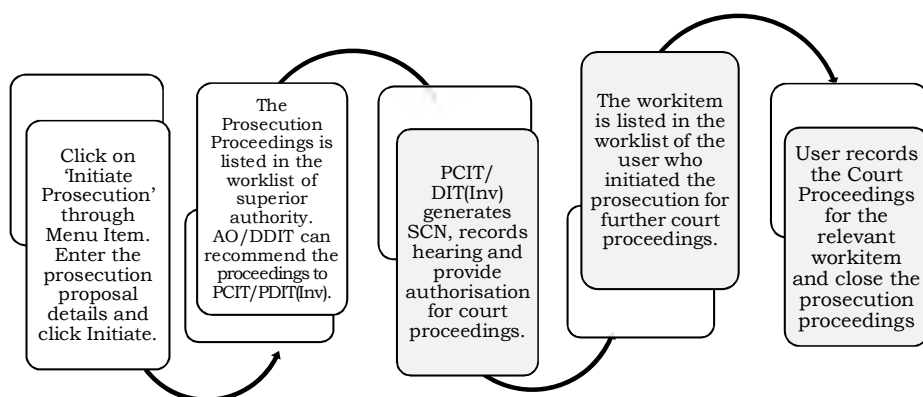 Click on
‘Initiate
Prosecution’
through
Menu Item.
Enter the
prosecution
proposal
details and
click Initiate.
The
Prosecution
Proceedings is
listed in the
worklist of
superior
authority.
AO/DDIT can
recommend the
proceedings to
PCIT/PDIT(Inv).
PCIT/
DIT(Inv)
generates
SCN, records
hearing and
provide
authorisation
for court
proceedings.
The workitem
is listed in the
worklist of the
user who
initiated the
prosecution for
further court
proceedings.
User records
the Court
Proceedings
for the
relevant
workitem
and close the
prosecution
proceedings